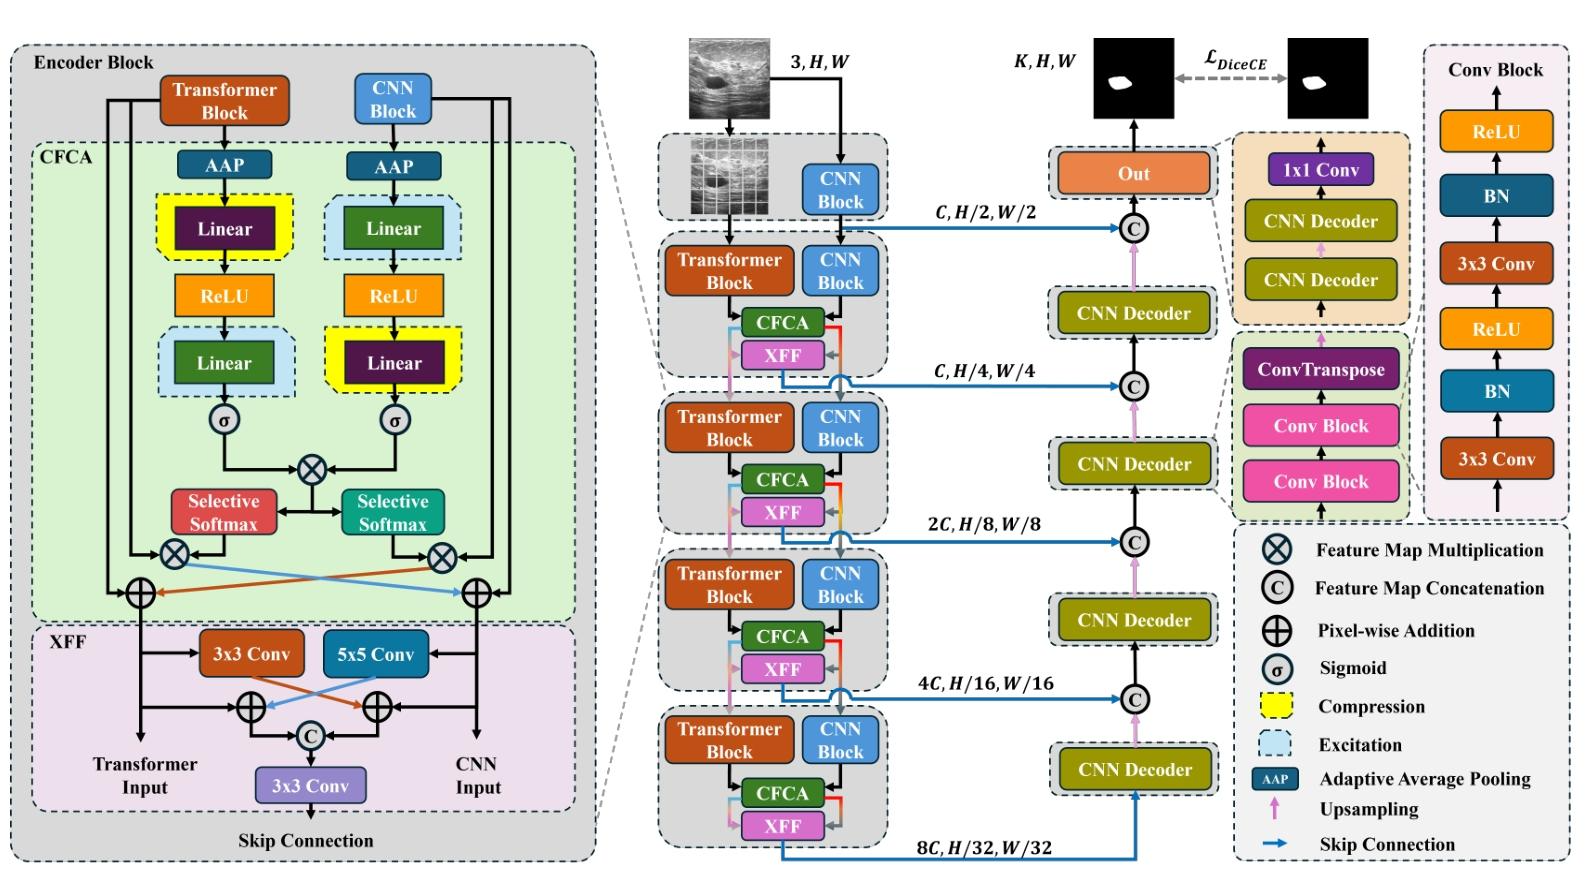 Encoder Block
Transformer
Block
CNN
Block
CFCA
AAP
AAP
Linear
Linear
ReLU
ReLU
Linear
Linear
σ
σ
Selective
Softmax
Selective
Softmax
XFF
3x3 Conv
5x5 Conv
C
Transformer
Input
CNN
Input
3x3 Conv
Skip Connection
3, H, W
CNN
Block
Transformer
Block
CNN
Block
CFCA
XFF
Transformer
Block
CNN
Block
CFCA
XFF
Transformer
Block
CNN
Block
CFCA
XFF
Transformer
Block
CNN
Block
CFCA
XFF
C, H/2, W/2
C, H/4, W/4
2C, H/8, W/8
4C, H/16, W/16
8C, H/32, W/32
K, H, W
ℒDiceCE
Out
C
CNN Decoder
C
CNN Decoder
C
CNN Decoder
C
CNN Decoder
1x1 Conv
CNN Decoder
CNN Decoder
ConvTranspose
Conv Block
Conv Block
Conv Block
ReLU
BN
3x3 Conv
ReLU
BN
3x3 Conv
Feature Map Multiplication
C Feature Map Concatenation
Pixel-wise Addition
σ Sigmoid
Compression
Excitation
AAP Adaptive Average Pooling
Upsampling
Skip Connection